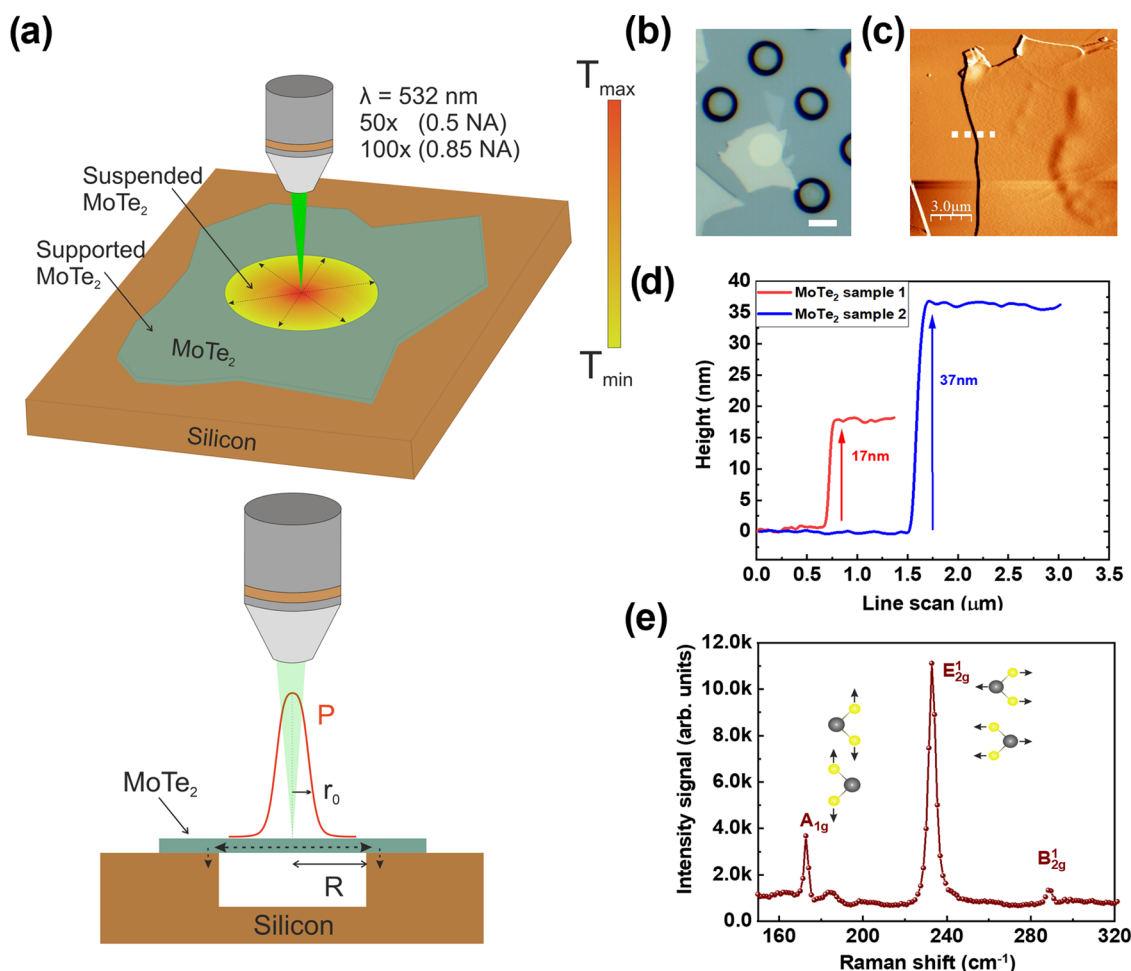 (a)
λ = 532 nm
50x (0.5 NA)
100x (0.85 NA)
Suspended
MoTe₂
Supported
MoTe₂
MoTe₂
Silicon
T max
T min
P
r₀
MoTe₂
R
Silicon
(b)
(c)
3.0µm
(d)
MoTe₂ sample 1
MoTe₂ sample 2
40
35
30
25
20
15
10
5
0
37nm
17nm
Height (nm)
0.0 0.5 1.0 1.5 2.0 2.5 3.0 3.5
Line scan (µm)
(e)
12.0k
10.0k
8.0k
6.0k
4.0k
2.0k
0.0
Intensity signal (arb. units)
A₁g
E¹₂g
B¹₂g
160 200 240 280 320
Raman shift (cm⁻¹)